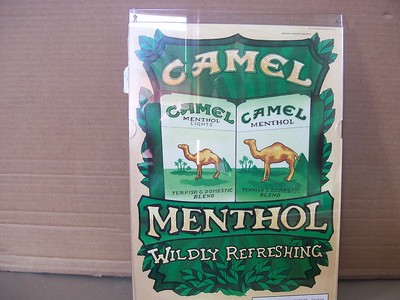 CAMEL
CAMEL
MENTHOL
LIGHTS
TURKISH & DOMESTIC
BLEND
CAMEL
MENTHOL
TURKISH & DOMESTIC
BLEND
MENTHOL
WILDLY REFRESHING